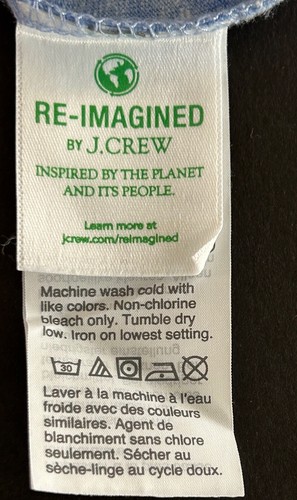 RE-IMAGINED
BY J.CREW
INSPIRED BY THE PLANET
AND ITS PEOPLE.
Learn more at
jcrew.com/reimagined
Machine wash cold with
like colors. Non-chlorine
bleach only. Tumble dry
low. Iron on lowest setting.
30
Laver à la machine à l'eau
froide avec des couleurs
similaires. Agent de
blanchiment sans chlore
seulement. Sécher au
sèche-linge au cycle doux.